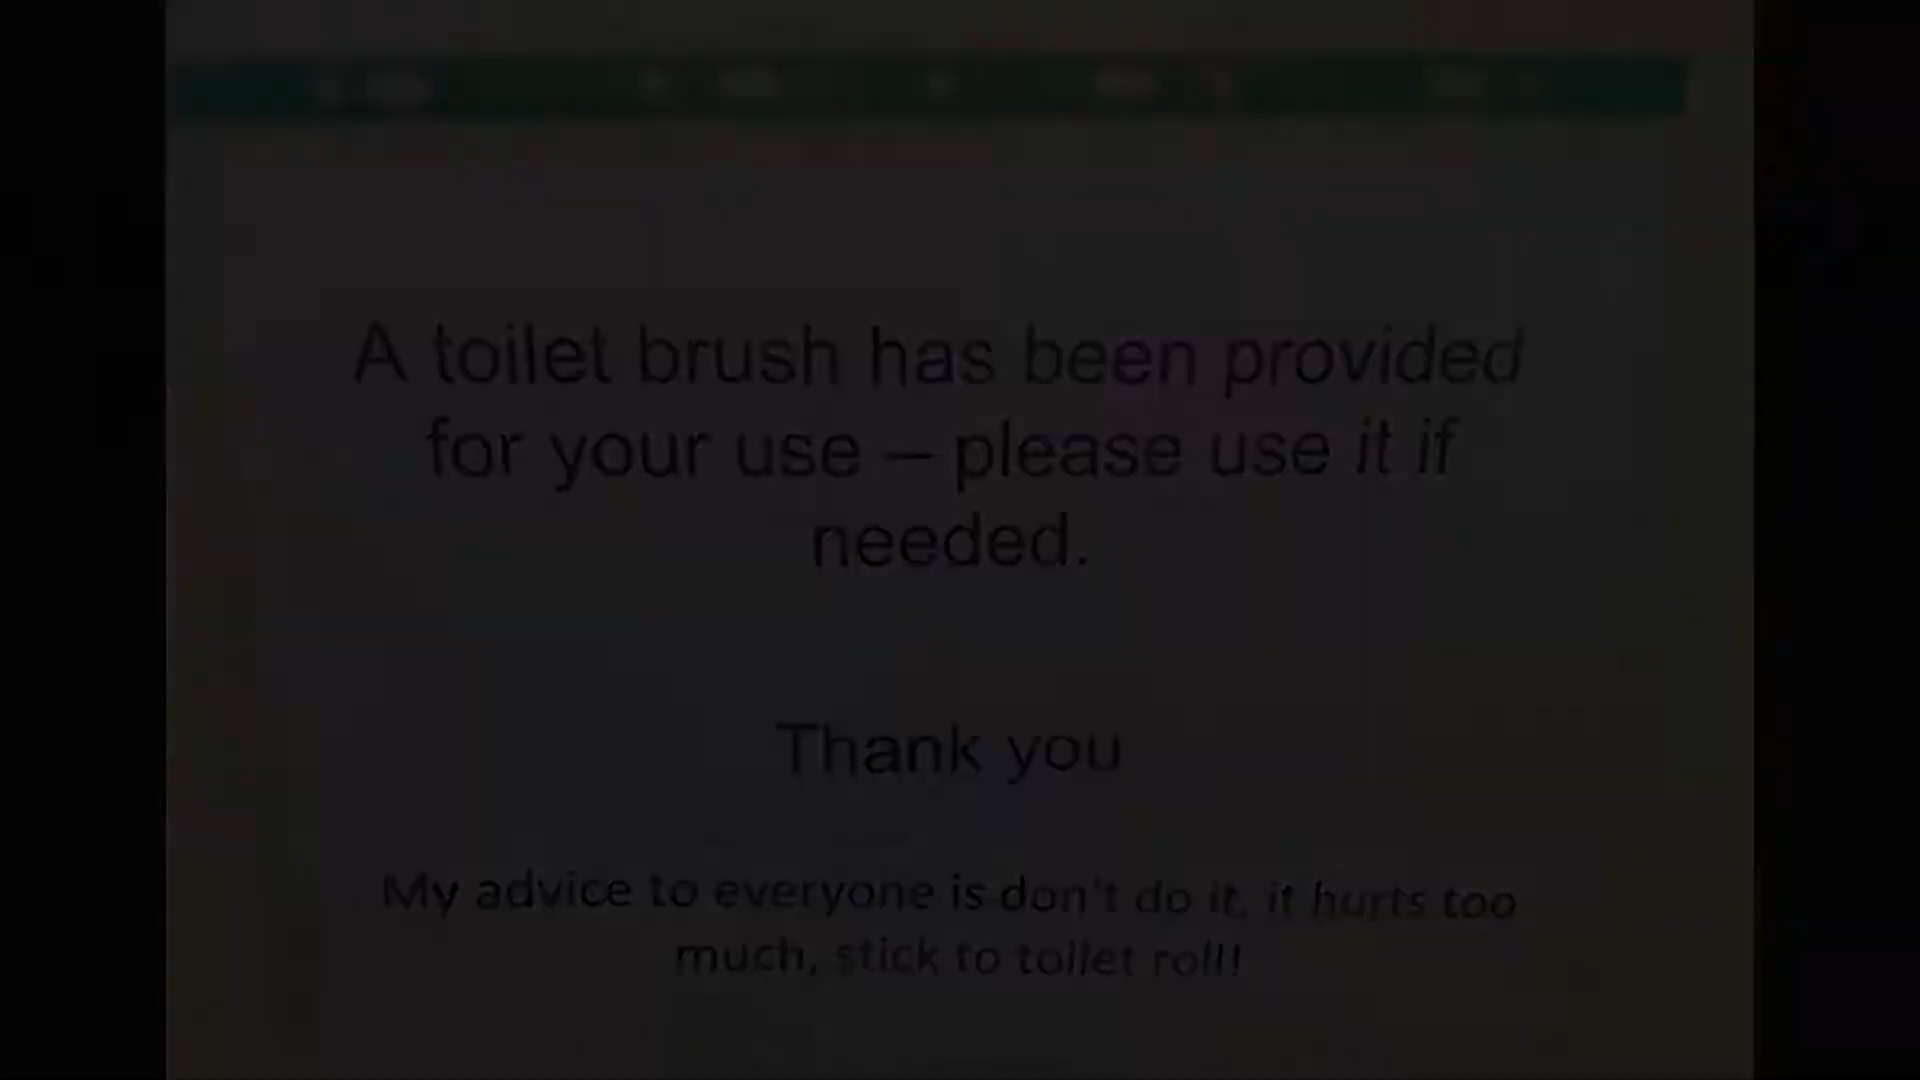 A toilet brush has been provided
for your use – please use it if
needed.
Thank you
My advice to everyone is don't do it, it hurts too
much, stick to toilet roll!